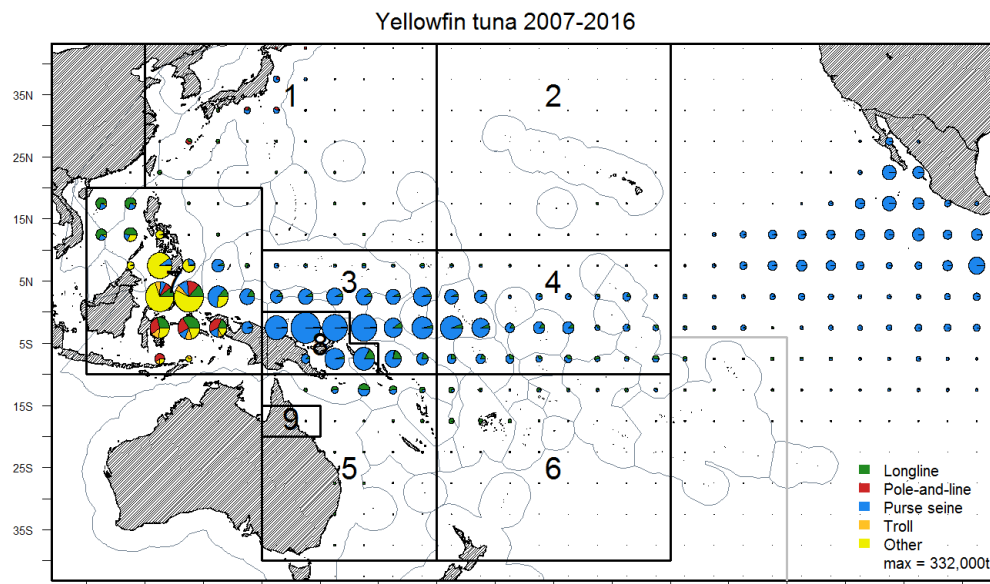 Yellowfin tuna 2007-2016
35N
1
2
25N
15N
5N
7
3
4
5S
8
15S
9
25S
5
6
35S
Longline
Pole-and-line
Purse seine
Troll
Other
max = 332,000t